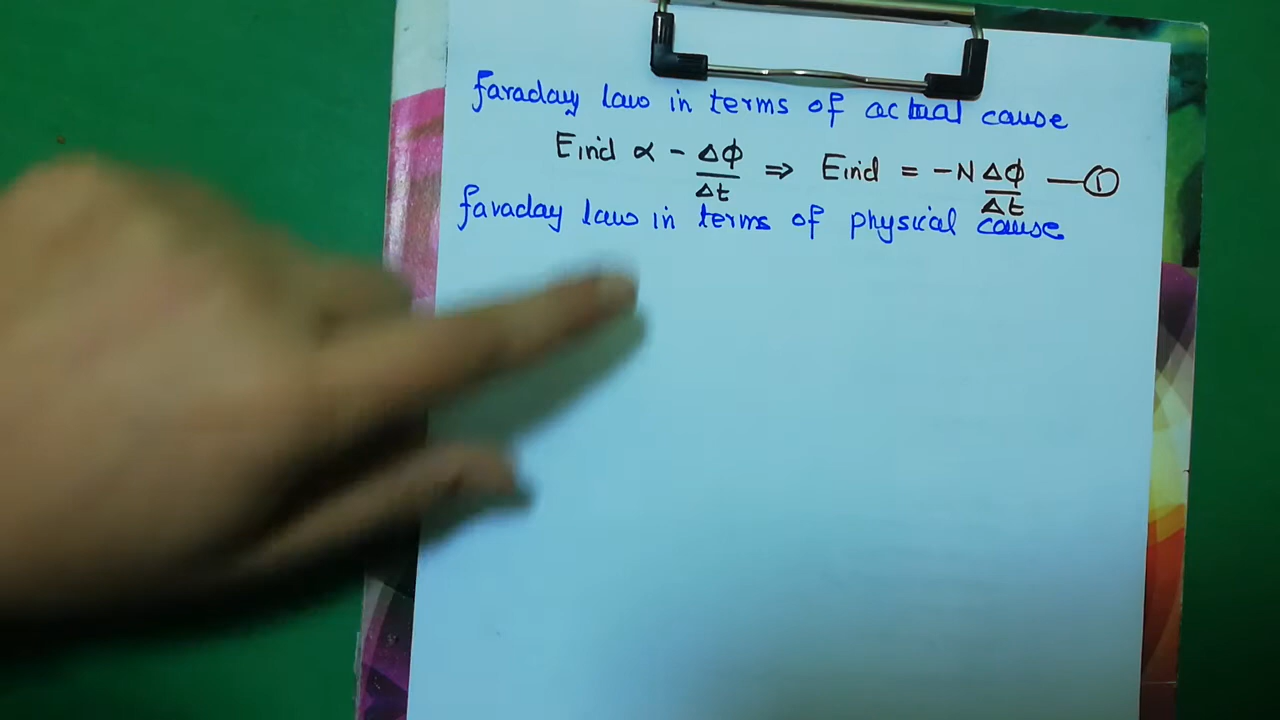 faraday law in terms of actual cause
Eind α - Δϕ/Δt ⇒ Eind = -N Δϕ/Δt —①
faraday law in terms of physical cause